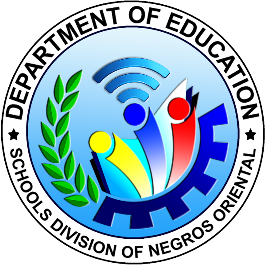 DEPARTMENT OF EDUCATION
★ SCHOOLS DIVISION OF NEGROS ORIENTAL ★